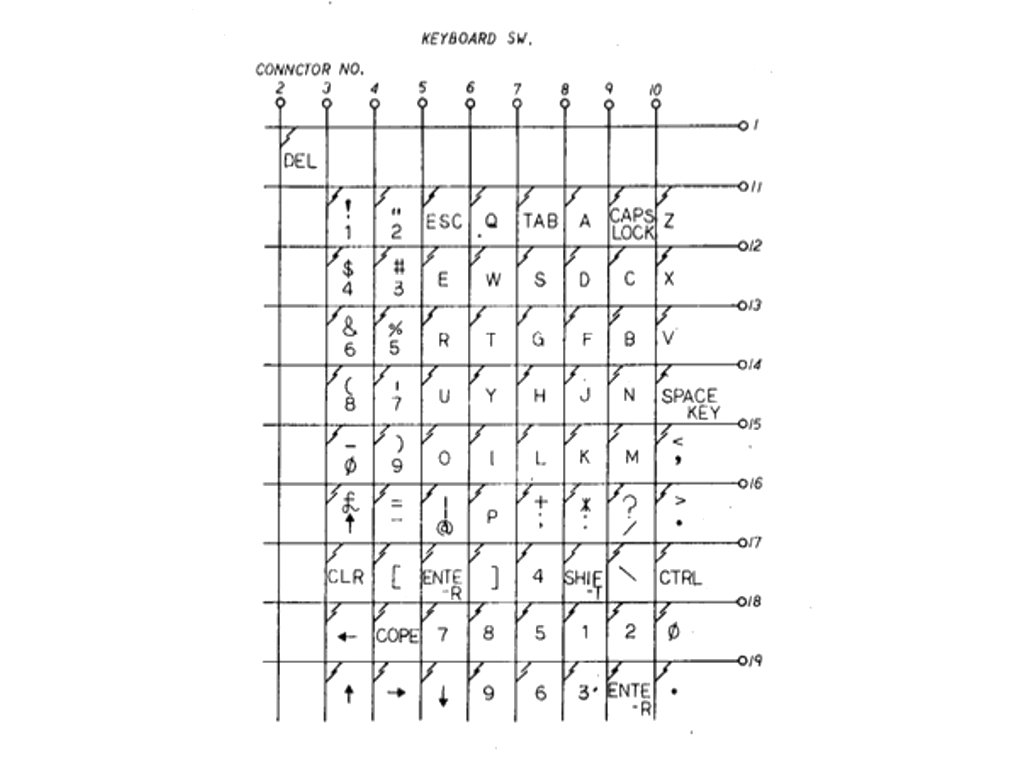 KEYBOARD SW.
CONNCTOR NO.
2 3 4 5 6 7 8 9 10
1
DEL
11
! " ESC Q TAB A CAPS Z
1 2 LOCK
12
$ # E W S D C X
4 3
13
& % R T G F B V
6 5
14
( ' U Y H J N SPACE
8 7 KEY
15
- ) O I L K M <
Ø 9 ,
16
£ = | P + * ? >
↑ - @ ; : / .
17
CLR [ ENTE ] 4 SHIF \ CTRL
-R -T
18
← COPE 7 8 5 1 2 Ø
19
↑ → ↓ 9 6 3 ENTE .
-R